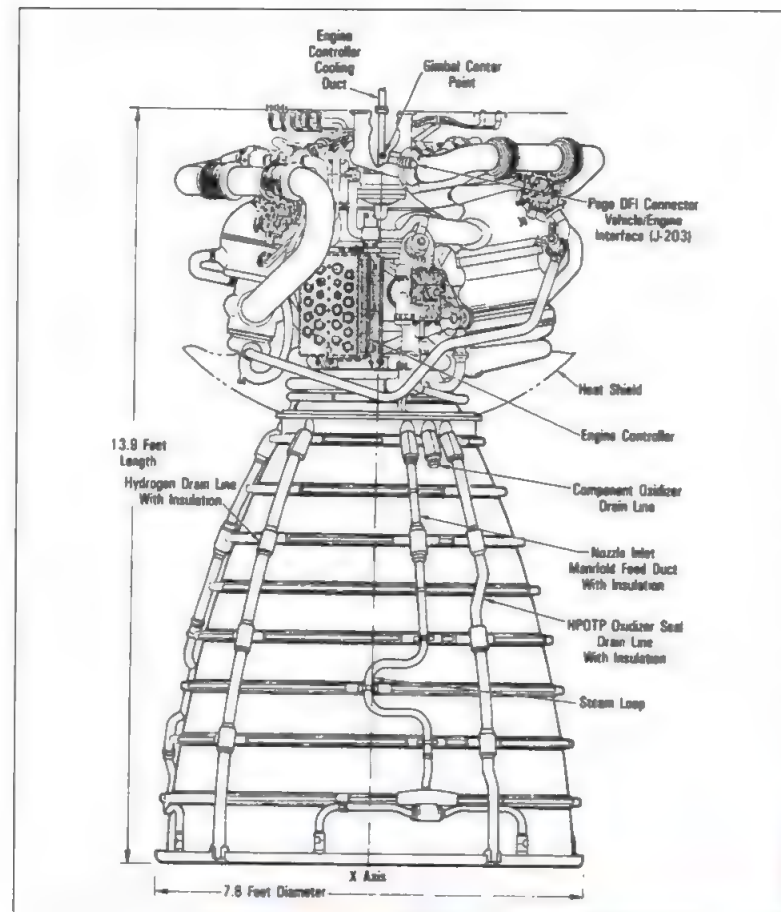 Engine
Controller
Cooling
Duct
Gimbal Center
Point
Page DFI Connector
Vehicle/Engine
Interface (J-203)
Heat Shield
Engine Controller
13.9 Feet
Length
Hydrogen Drain Line
With Insulation
Component Oxidizer
Drain Line
Nozzle Inlet
Manifold Feed Duct
With Insulation
HPOTP Oxidizer Seal
Drain Line
With Insulation
Steam Loop
X Axis
7.8 Feet Diameter